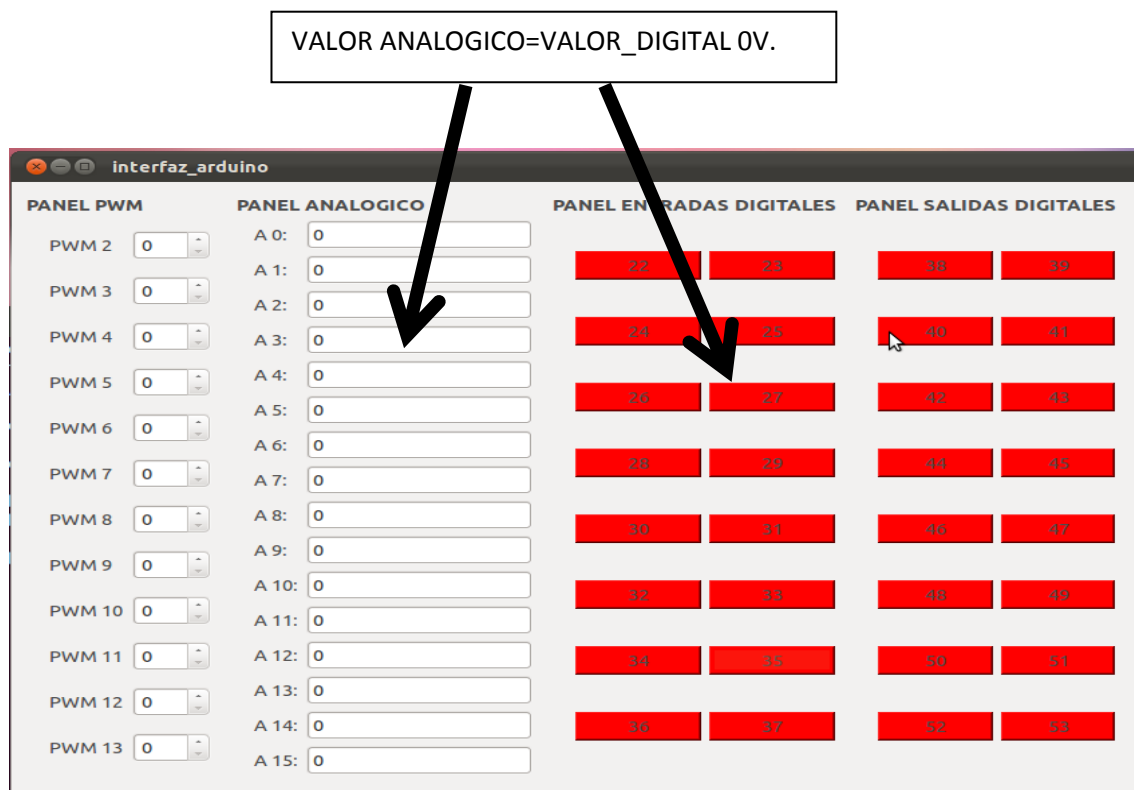 VALOR ANALOGICO=VALOR_DIGITAL 0V.
interfaz_arduino
PANEL PWM
PWM 2 0
PWM 3 0
PWM 4 0
PWM 5 0
PWM 6 0
PWM 7 0
PWM 8 0
PWM 9 0
PWM 10 0
PWM 11 0
PWM 12 0
PWM 13 0
PANEL ANALOGICO
A 0: 0
A 1: 0
A 2: 0
A 3: 0
A 4: 0
A 5: 0
A 6: 0
A 7: 0
A 8: 0
A 9: 0
A 10: 0
A 11: 0
A 12: 0
A 13: 0
A 14: 0
A 15: 0
PANEL ENTRADAS DIGITALES
22 23
24 25
26 27
28 29
30 31
32 33
34 35
36 37
PANEL SALIDAS DIGITALES
38 39
40 41
42 43
44 45
46 47
48 49
50 51
52 53